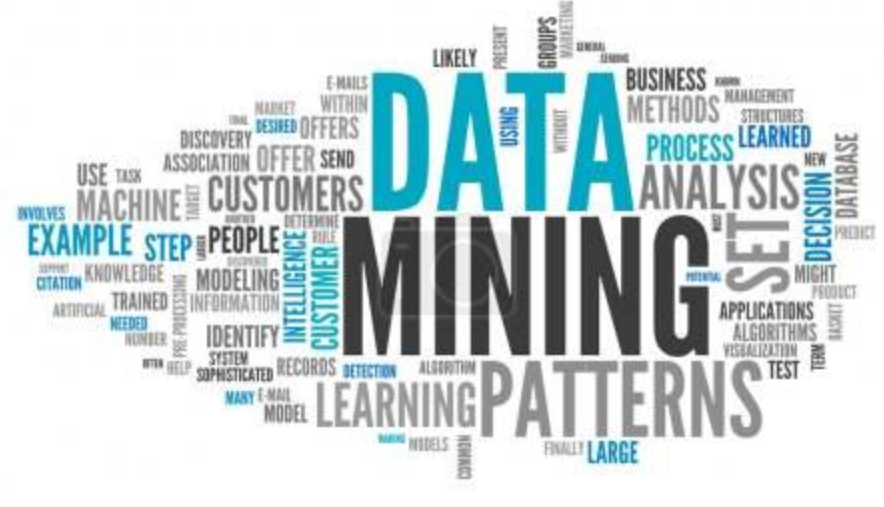 LIKELY
PRESENT
GROUPS
MARKETING
GENERAL
E-MAILS
WITHIN
DATA
BUSINESS
KNOWN
MANAGEMENT
METHODS
STRUCTURES
MARKET
DESIRED
OFFERS
USING
WITHOUT
PROCESS
LEARNED
DISCOVERY
ASSOCIATION
OFFER
SEND
ANALYSIS
NEW
DATABASE
USE
TASK
MACHINE
TARGET
CUSTOMERS
DECISION
PREDICT
INVOLVES
EXAMPLE
STEP
LARGER
PEOPLE
ANOTHER
DETERMINE
RULE
INTELLIGENCE
CUSTOMER
MINING
MUST
SET
SUPPORT
CITATION
KNOWLEDGE
DISCOVERED
MODELING
INFORMATION
POTENTIAL
MIGHT
PRODUCT
BASKET
ARTIFICIAL
TRAINED
PRE-PROCESSING
NEEDED
NUMBER
IDENTIFY
APPLICATIONS
ALGORITHMS
VISUALIZATION
TERM
OFTEN
HELP
SYSTEM
SOPHISTICATED
RECORDS
DETECTION
ALGORITHM
TEST
MANY
E-MAIL
MODEL
LEARNING
PATTERNS
MAKING
MODELS
COMMON
FINALLY
LARGE